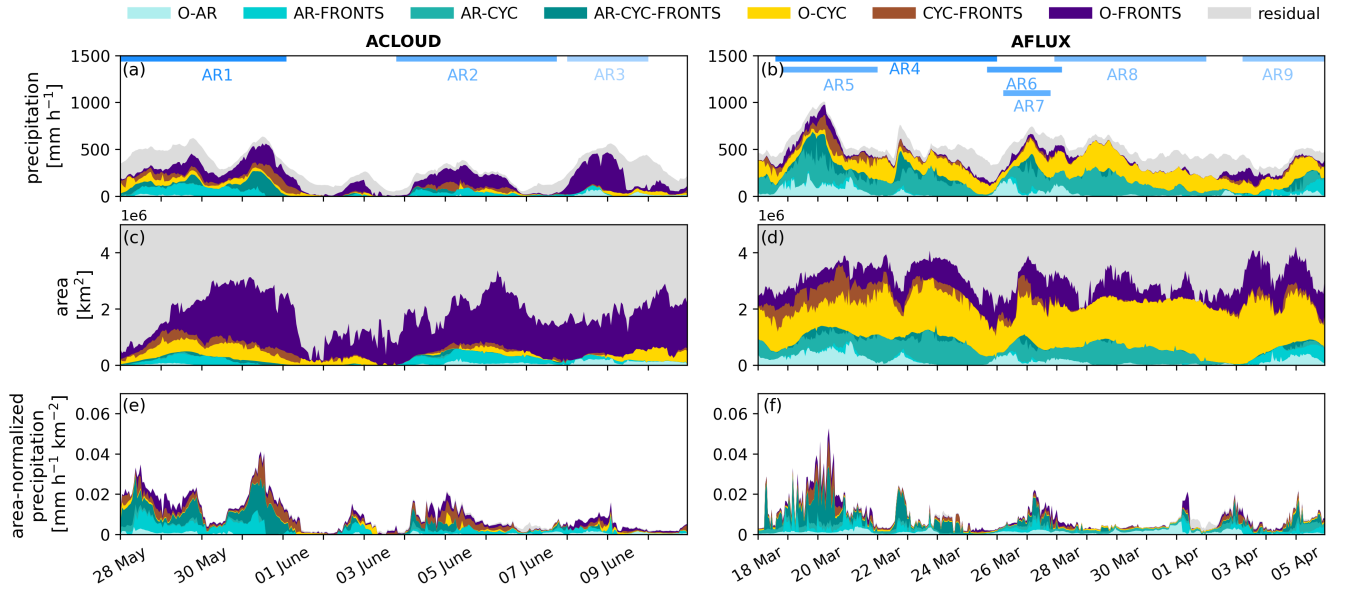 O-AR AR-FRONTS AR-CYC AR-CYC-FRONTS O-CYC CYC-FRONTS O-FRONTS residual
ACLOUD
precipitation
[mm h⁻¹]
1500
1000
500
0
(a)
AR1
AR2
AR3
AFLUX
1500
1000
500
0
(b)
AR4
AR5
AR6
AR7
AR8
AR9
1e6
area
[km²]
4
2
0
(c)
1e6
4
2
0
(d)
area-normalized
precipitation
[mm h⁻¹ km⁻²]
0.06
0.04
0.02
0
(e)
28 May
30 May
01 June
03 June
05 June
07 June
09 June
0.06
0.04
0.02
0
(f)
18 Mar
20 Mar
22 Mar
24 Mar
26 Mar
28 Mar
30 Mar
01 Apr
03 Apr
05 Apr